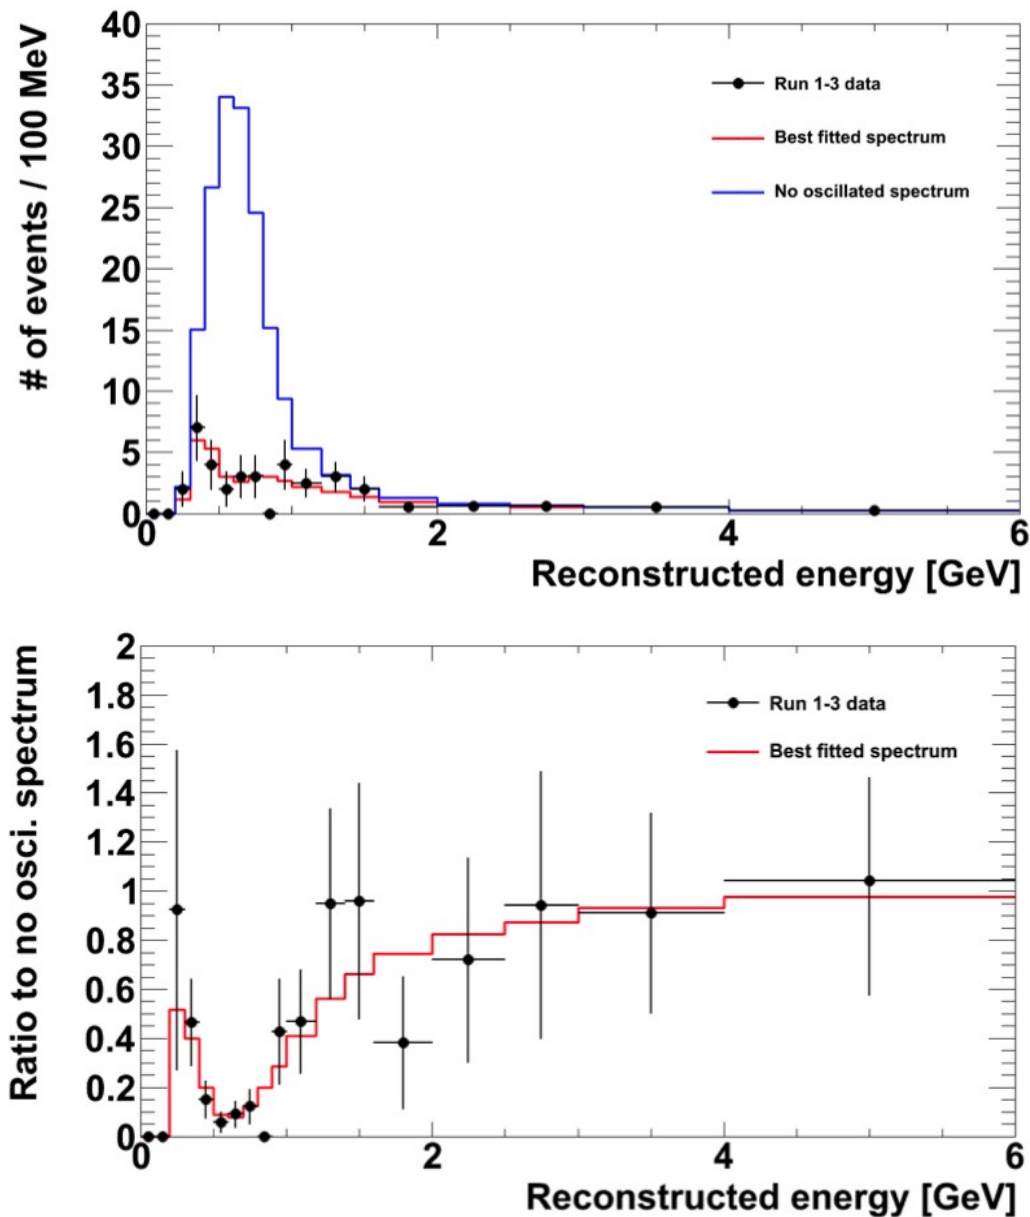 # of events / 100 MeV
40
35
30
25
20
15
10
5
0
Run 1-3 data
Best fitted spectrum
No oscillated spectrum
0 2 4 6
Reconstructed energy [GeV]
Ratio to no osci. spectrum
2
1.8
1.6
1.4
1.2
1
0.8
0.6
0.4
0.2
0
Run 1-3 data
Best fitted spectrum
0 2 4 6
Reconstructed energy [GeV]